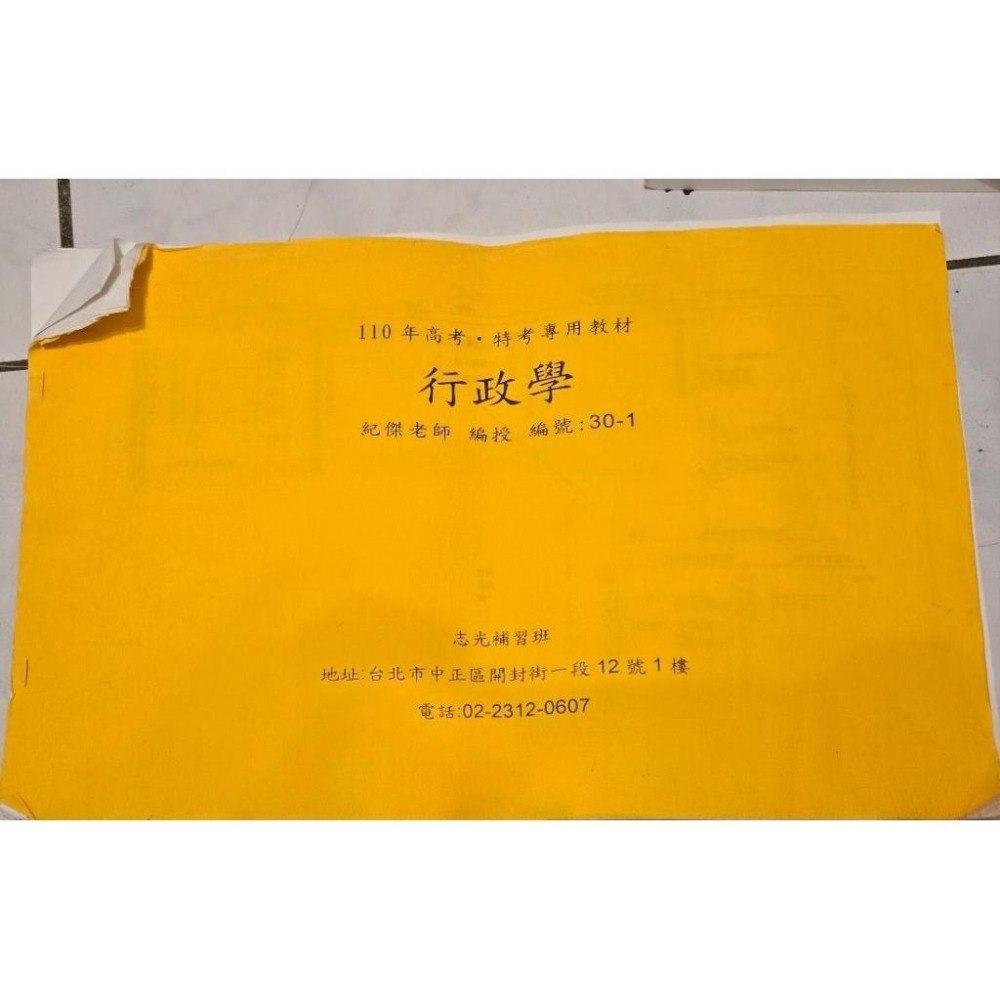 110 年高考・特考專用教材
行政學
紀傑老師 編授 編號:30-1
志光補習班
地址:台北市中正區開封街一段 12 號 1 樓
電話:02-2312-0607